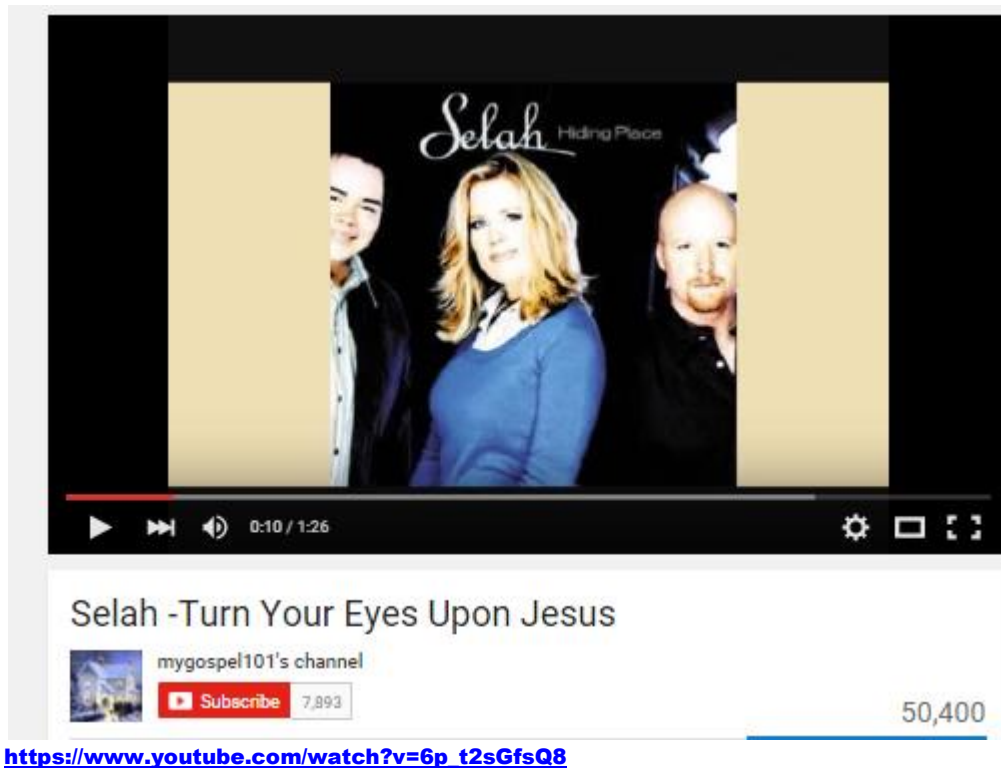 Selah Hiding Place
0:10 / 1:26
Selah -Turn Your Eyes Upon Jesus
mygospel101's channel
Subscribe 7,893
50,400
https://www.youtube.com/watch?v=6p_t2sGfsQ8